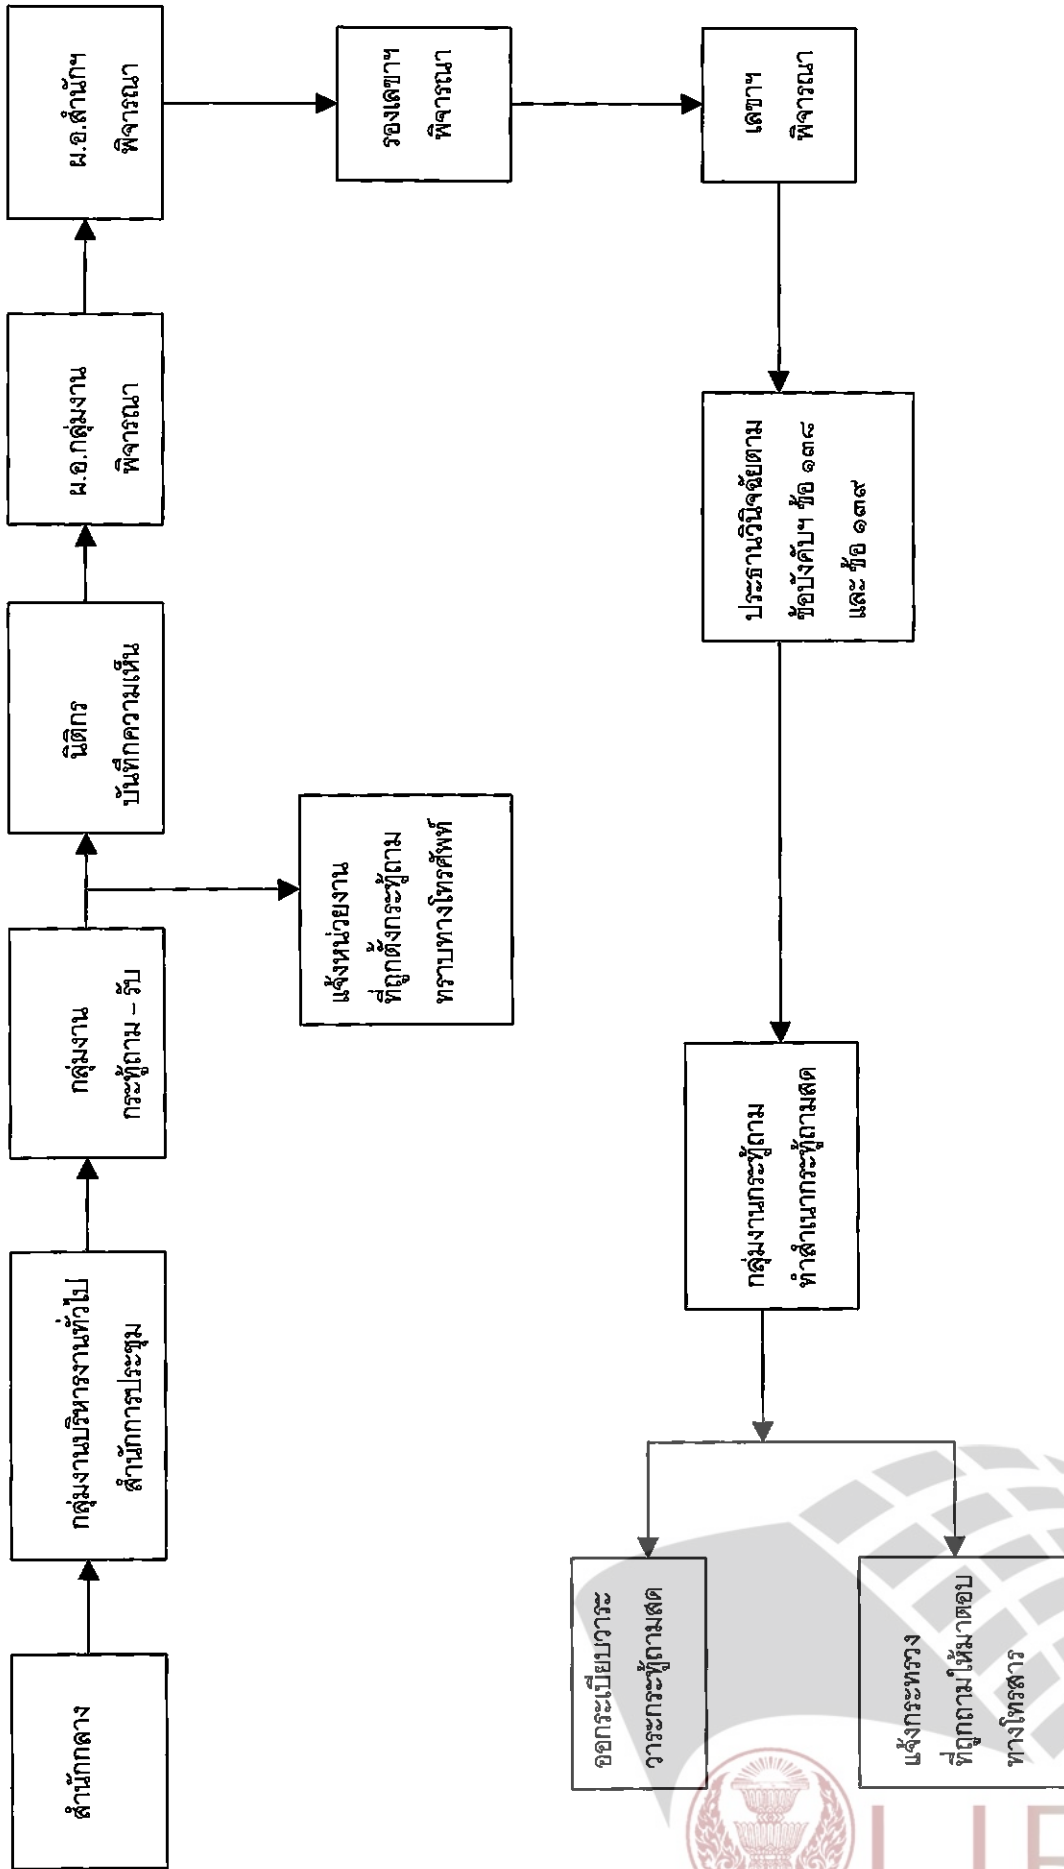 สำนักกลาง
กลุ่มงานบริหารงานทั่วไป
สำนักการประชุม
กลุ่มงาน
กระทู้ถาม – รับ
นิติกร
บันทึกความเห็น
ผ.อ.กลุ่มงาน
พิจารณา
ผ.อ.สำนักฯ
พิจารณา
แจ้งหน่วยงาน
ที่ถูกตั้งกระทู้ถาม
ทราบทางโทรศัพท์
รองเลขาฯ
พิจารณา
เลขาฯ
พิจารณา
ประธานวินิจฉัยตาม
ข้อบังคับฯ ข้อ ๑๓๘
และ ข้อ ๑๓๙
กลุ่มงานกระทู้ถาม
ทำสำเนากระทู้ถามสด
ออกระเบียบวาระ
วาระกระทู้ถามสด
แจ้งกระทรวง
ที่ถูกถามให้มาตอบ
ทางโทรสาร